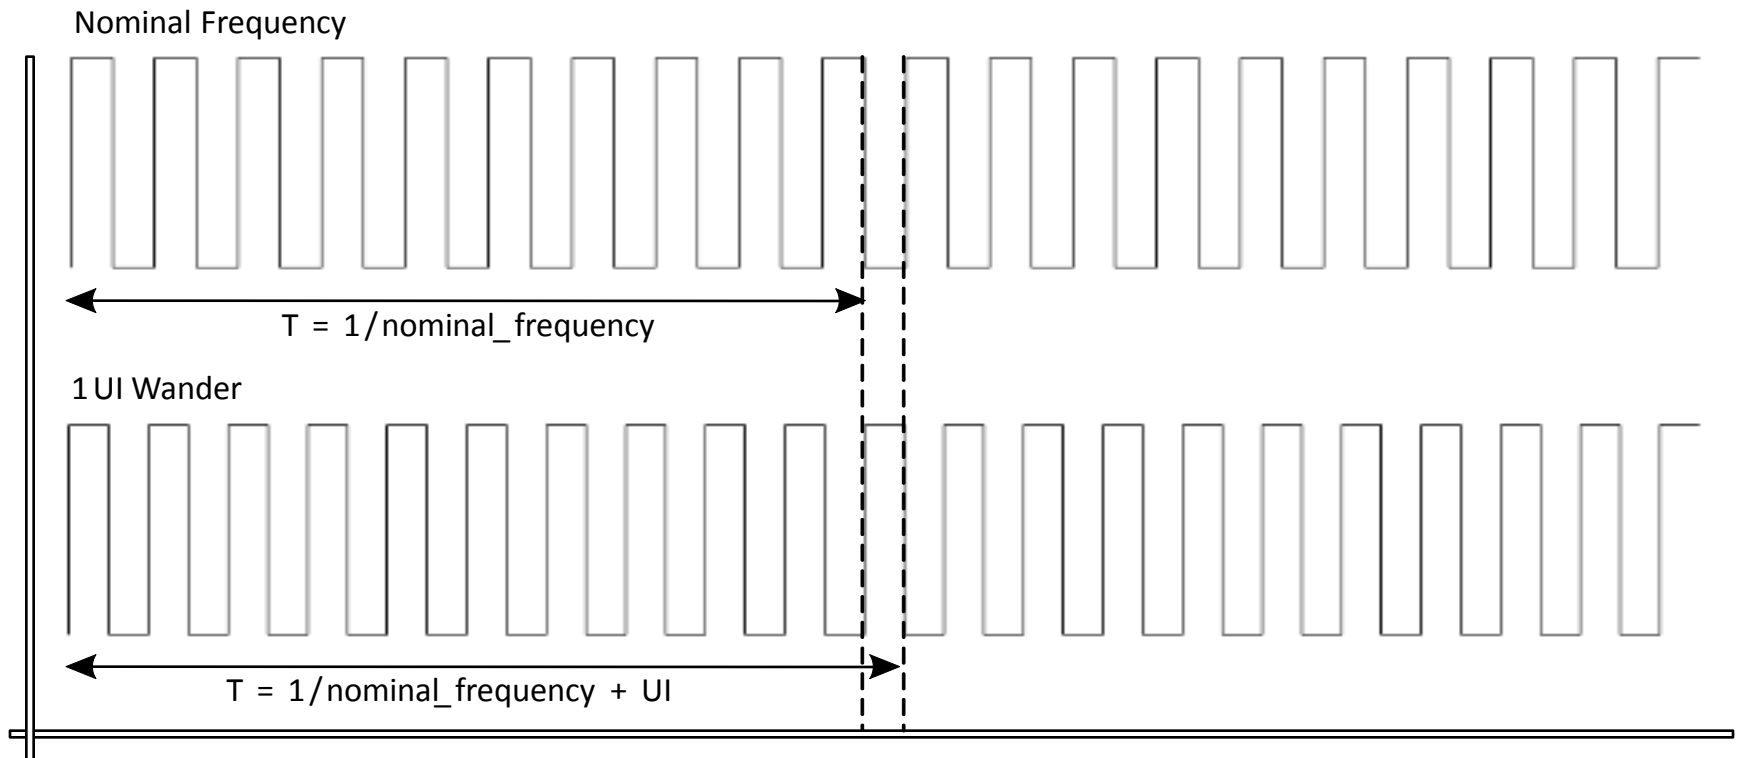 Nominal Frequency
T = 1/nominal_frequency
1 UI Wander
T = 1/nominal_frequency + UI